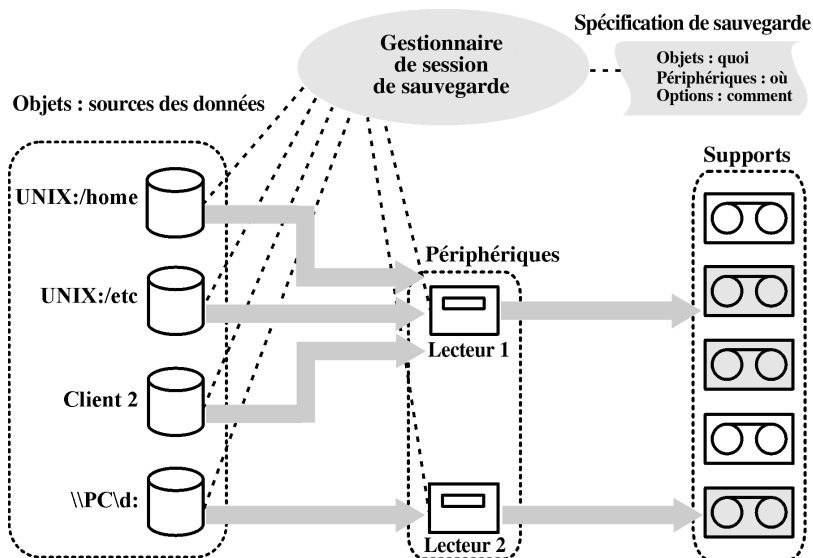 Spécification de sauvegarde
Gestionnaire
de session
de sauvegarde
Objets : quoi
Périphériques : où
Options : comment
Objets : sources des données
Supports
UNIX:/home
Périphériques
UNIX:/etc
Lecteur 1
Client 2
\\PC\d:
Lecteur 2